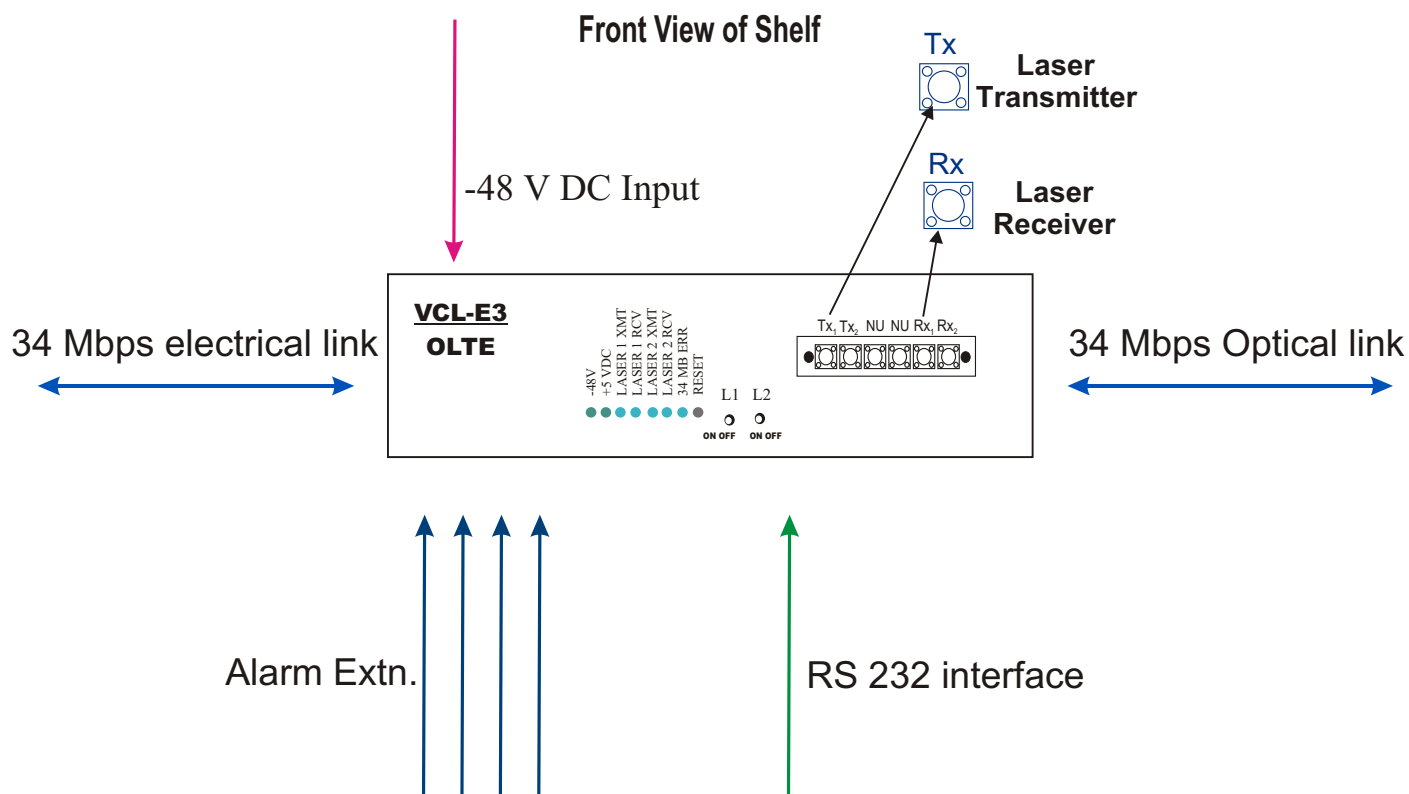 Front View of Shelf
Tx
Laser
Transmitter
Rx
Laser
Receiver
-48 V DC Input
34 Mbps electrical link
VCL-E3
OLTE
-48V
+5 VDC
LASER 1 XMT
LASER 1 RCV
LASER 2 XMT
LASER 2 RCV
34 MB ERR
RESET
L1 L2
ON OFF ON OFF
Tx1 Tx2 NU NU Rx1 Rx2
34 Mbps Optical link
Alarm Extn.
RS 232 interface